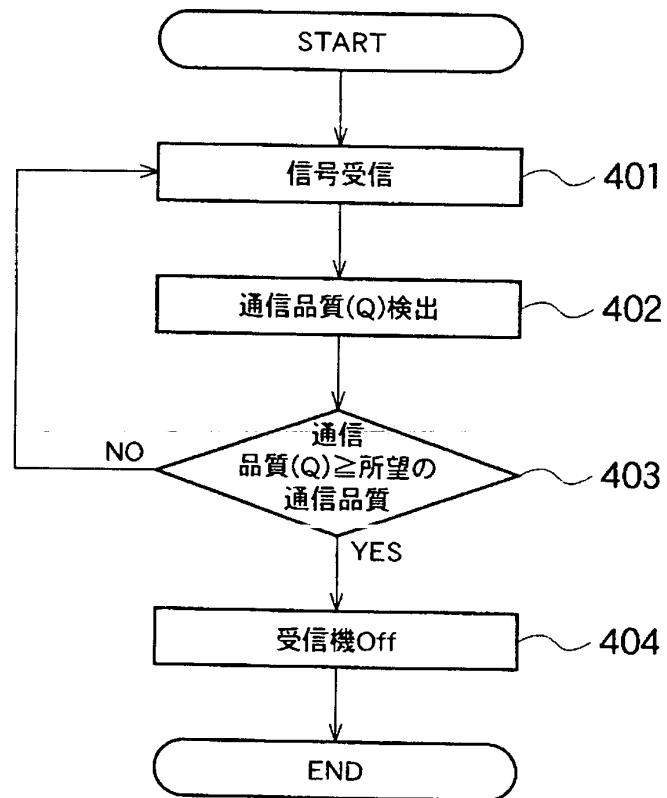 START
信号受信
401
通信品質(Q)検出
402
通信
品質(Q)≧所望の
通信品質
403
NO
YES
受信機Off
404
END